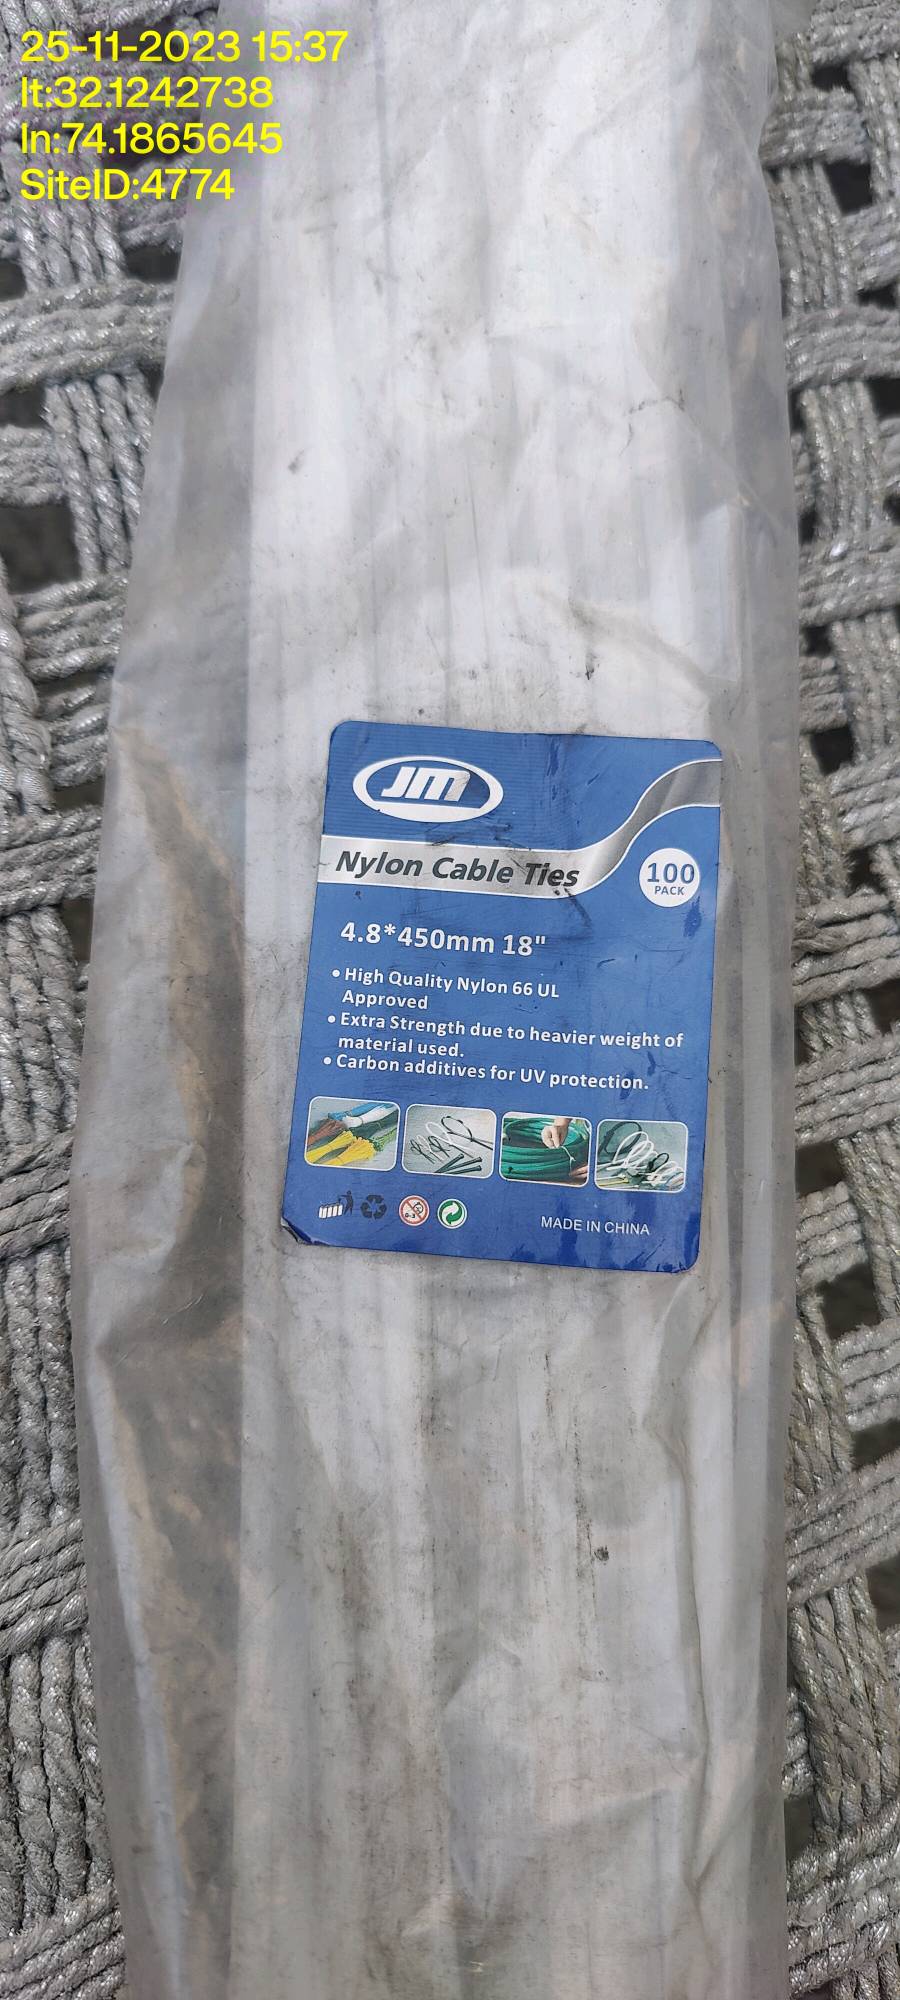 25-11-2023 15:37
lt:32.1242738
ln:74.1865645
SiteID:4774
JM
Nylon Cable Ties
100
PACK
4.8*450mm 18"
• High Quality Nylon 66 UL
Approved
• Extra Strength due to heavier weight of
material used.
• Carbon additives for UV protection.
0-3
MADE IN CHINA